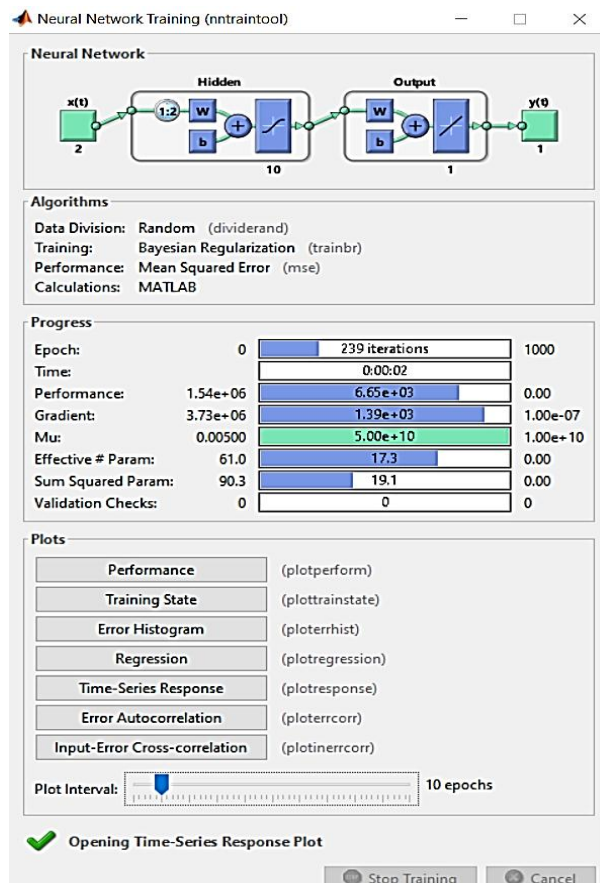 Neural Network Training (nntraintool)
Neural Network
Hidden
Output
x(t)
1:2
W
b
+
W
b
+
y(t)
2
10
1
1
Algorithms
Data Division: Random (dividerand)
Training: Bayesian Regularization (trainbr)
Performance: Mean Squared Error (mse)
Calculations: MATLAB
Progress
Epoch: 0 239 iterations 1000
Time: 0:00:02
Performance: 1.54e+06 6.65e+03 0.00
Gradient: 3.73e+06 1.39e+03 1.00e-07
Mu: 0.00500 5.00e+10 1.00e+10
Effective # Param: 61.0 17.3 0.00
Sum Squared Param: 90.3 19.1 0.00
Validation Checks: 0 0 0
Plots
Performance (plotperform)
Training State (plottrainstate)
Error Histogram (ploterrhist)
Regression (plotregression)
Time-Series Response (plotresponse)
Error Autocorrelation (ploterrcorr)
Input-Error Cross-correlation (plotinerrcorr)
Plot Interval: 10 epochs
Opening Time-Series Response Plot
Stop Training Cancel